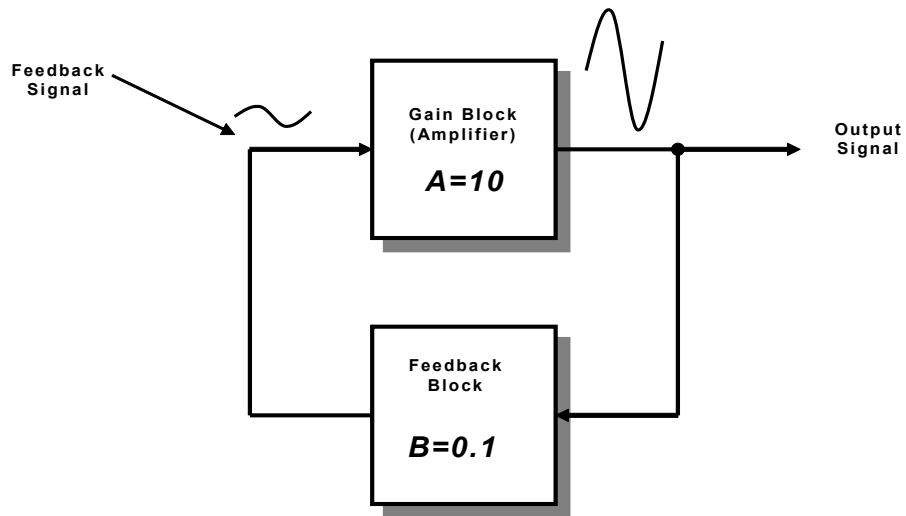 Feedback
Signal
Gain Block
(Amplifier)
A=10
Output
Signal
Feedback
Block
B=0.1